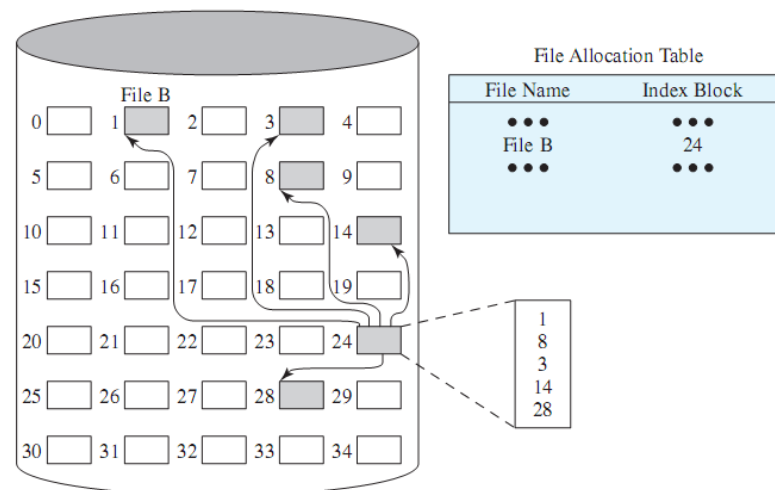 File Allocation Table
File Name Index Block
••• •••
File B 24
••• •••
File B
0 1 2 3 4
5 6 7 8 9
10 11 12 13 14
15 16 17 18 19
20 21 22 23 24
25 26 27 28 29
30 31 32 33 34
1
8
3
14
28